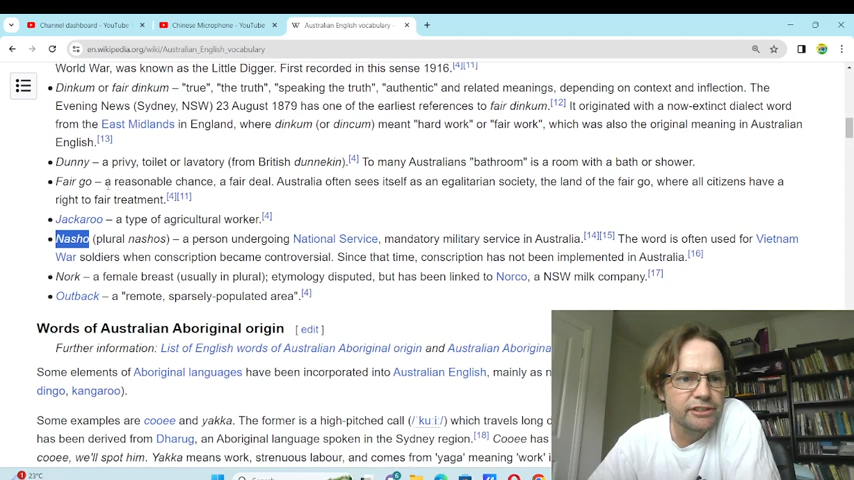 Channel dashboard - YouTube
Chinese Microphone - YouTube
Australian English vocabulary -
en.wikipedia.org/wiki/Australian_English_vocabulary
World War, was known as the Little Digger. First recorded in this sense 1916.[4][11]
Dinkum or fair dinkum – "true", "the truth", "speaking the truth", "authentic" and related meanings, depending on context and inflection. The
Evening News (Sydney, NSW) 23 August 1879 has one of the earliest references to fair dinkum.[12] It originated with a now-extinct dialect word
from the East Midlands in England, where dinkum (or dincum) meant "hard work" or "fair work", which was also the original meaning in Australian
English.[13]
Dunny – a privy, toilet or lavatory (from British dunnekin).[4] To many Australians "bathroom" is a room with a bath or shower.
Fair go – a reasonable chance, a fair deal. Australia often sees itself as an egalitarian society, the land of the fair go, where all citizens have a
right to fair treatment.[4][11]
Jackaroo – a type of agricultural worker.[4]
Nasho (plural nashos) – a person undergoing National Service, mandatory military service in Australia.[14][15] The word is often used for Vietnam
War soldiers when conscription became controversial. Since that time, conscription has not been implemented in Australia.[16]
Nork – a female breast (usually in plural); etymology disputed, but has been linked to Norco, a NSW milk company.[17]
Outback – a "remote, sparsely-populated area".[4]
Words of Australian Aboriginal origin [ edit ]
Further information: List of English words of Australian Aboriginal origin and Australian Aborigina
Some elements of Aboriginal languages have been incorporated into Australian English, mainly as n
dingo, kangaroo).
Some examples are cooee and yakka. The former is a high-pitched call (/ˈkuːiː/) which travels long d
has been derived from Dharug, an Aboriginal language spoken in the Sydney region.[18] Cooee has
cooee, we'll spot him. Yakka means work, strenuous labour, and comes from 'yaga' meaning 'work' i
1
23°C
Search
6